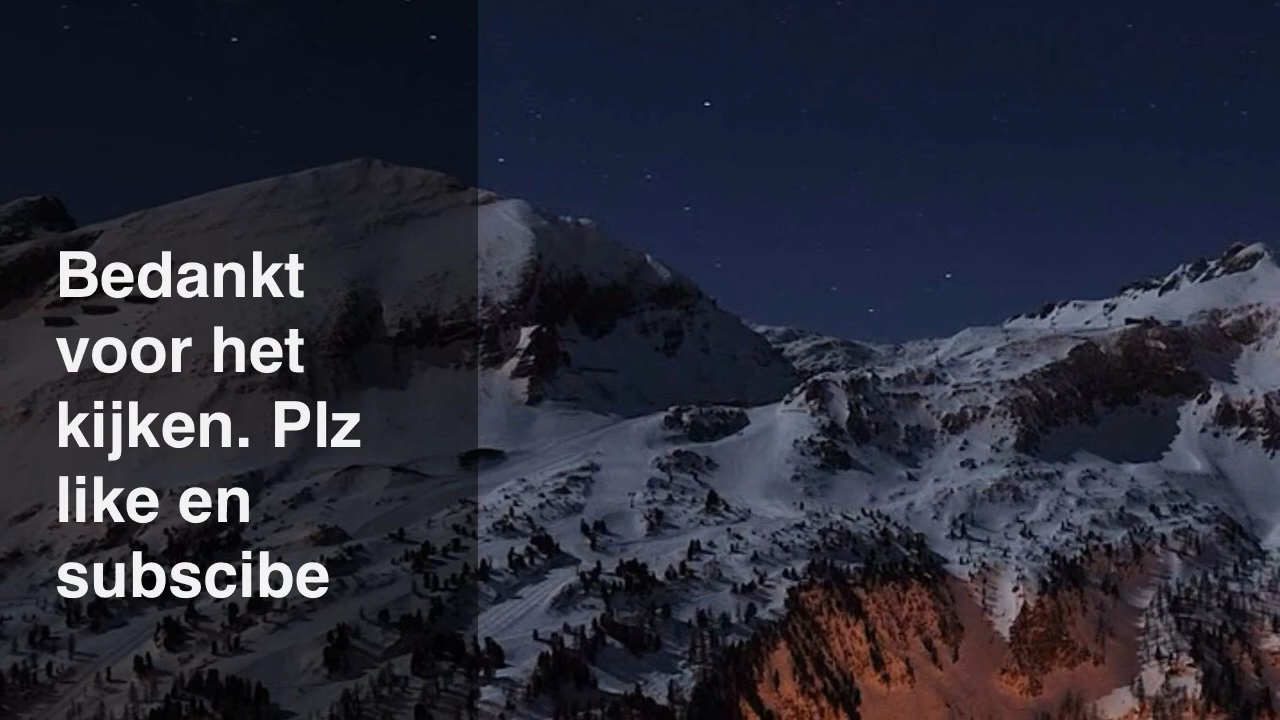 Bedankt
voor het
kijken. Plz
like en
subscibe